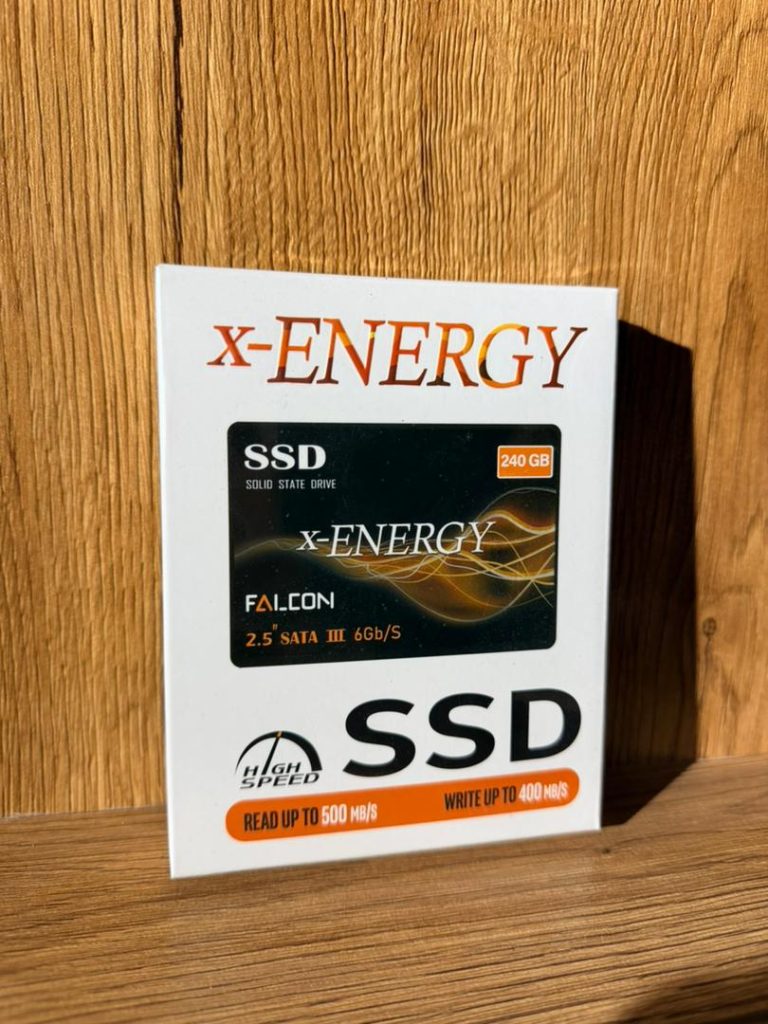 x-ENERGY
SSD
240 GB
SOLID STATE DRIVE
x-ENERGY
FALCON
2.5" SATA III 6Gb/S
SSD
HIGH
SPEED
READ UP TO 500 MB/S
WRITE UP TO 400 MB/S